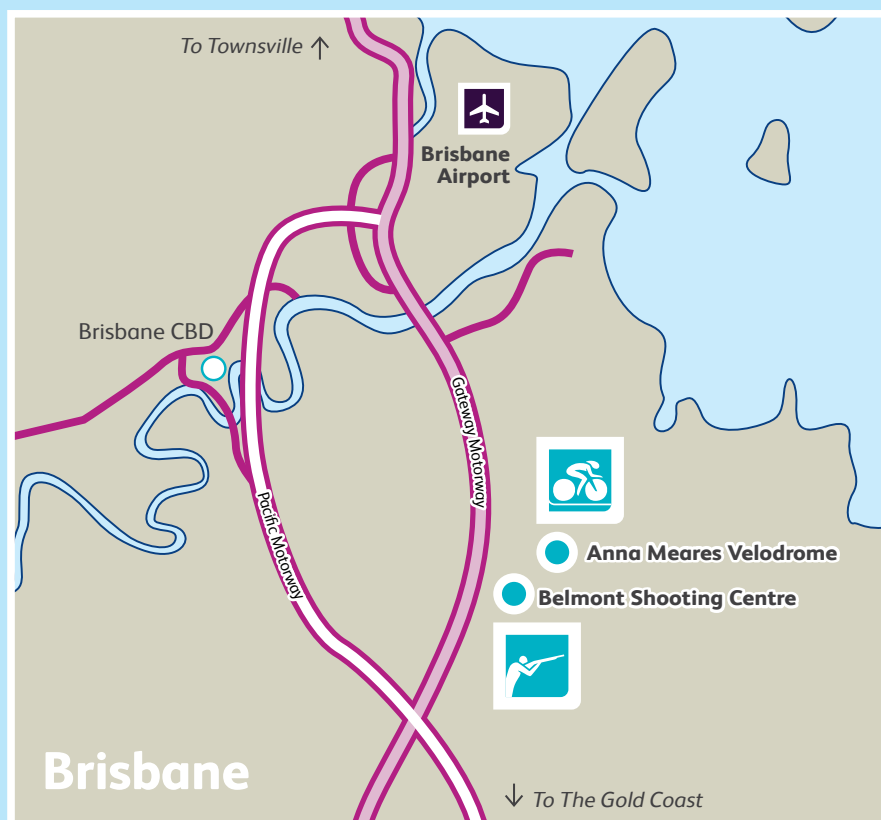 To Townsville ↑
Brisbane
Airport
Brisbane CBD
Gateway Motorway
Pacific Motorway
Anna Meares Velodrome
Belmont Shooting Centre
Brisbane
↓ To The Gold Coast